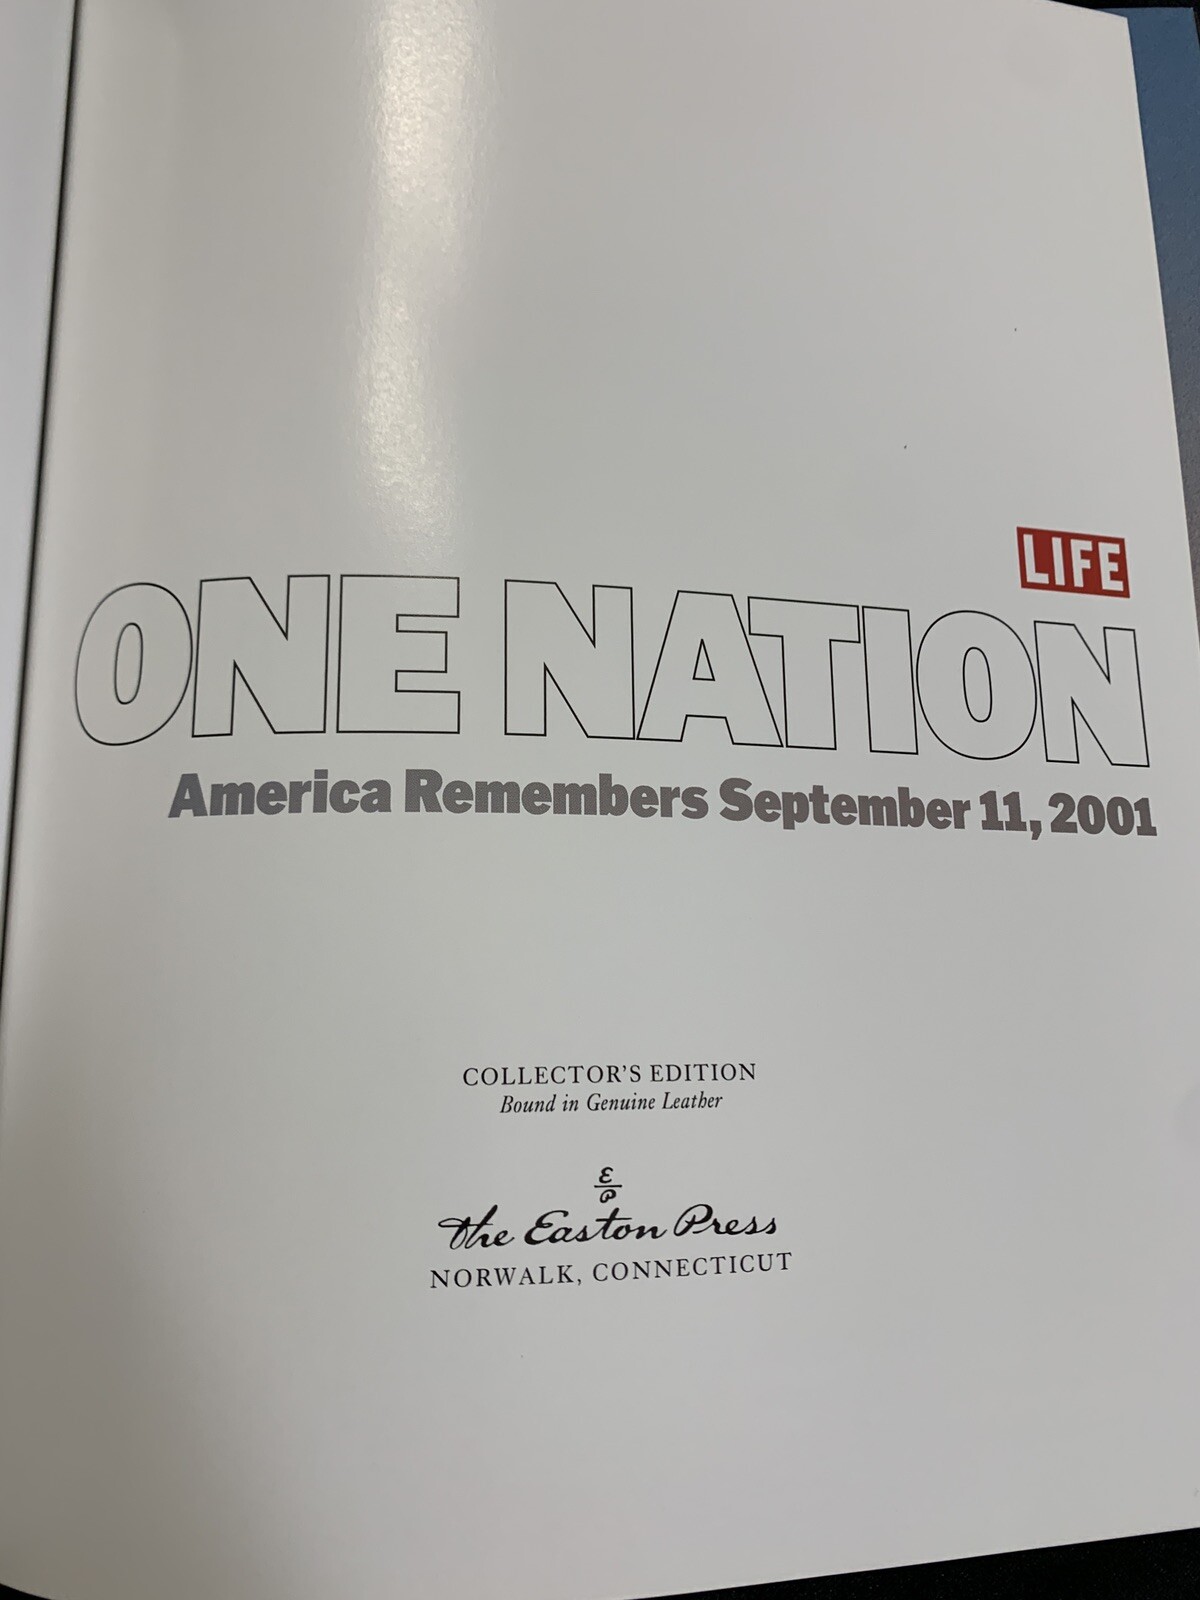 LIFE
ONE NATION
America Remembers September 11, 2001
COLLECTOR'S EDITION
Bound in Genuine Leather
E
P
The Easton Press
NORWALK, CONNECTICUT